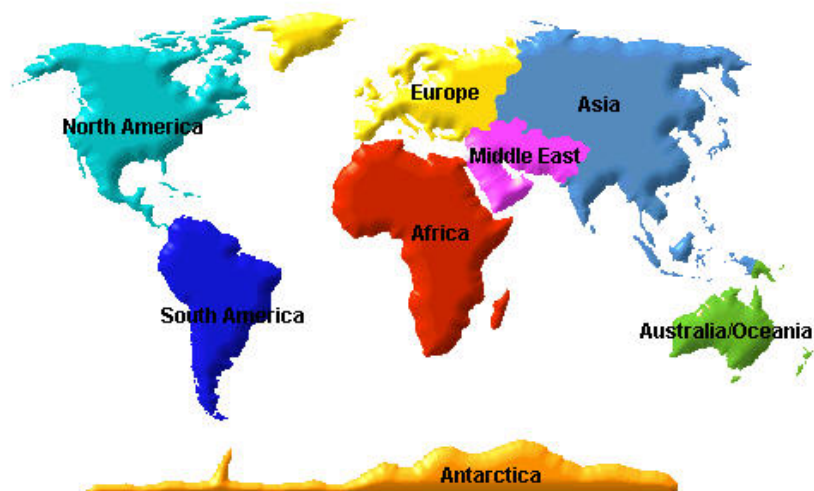 Europe
Asia
North America
Middle East
Africa
South America
Australia/Oceania
Antarctica